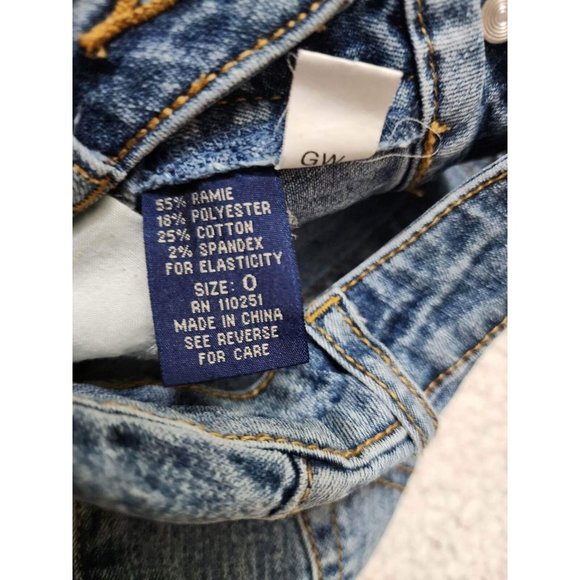 GW
55% RAMIE
18% POLYESTER
25% COTTON
2% SPANDEX
FOR ELASTICITY
SIZE: 0
RN 110251
MADE IN CHINA
SEE REVERSE
FOR CARE